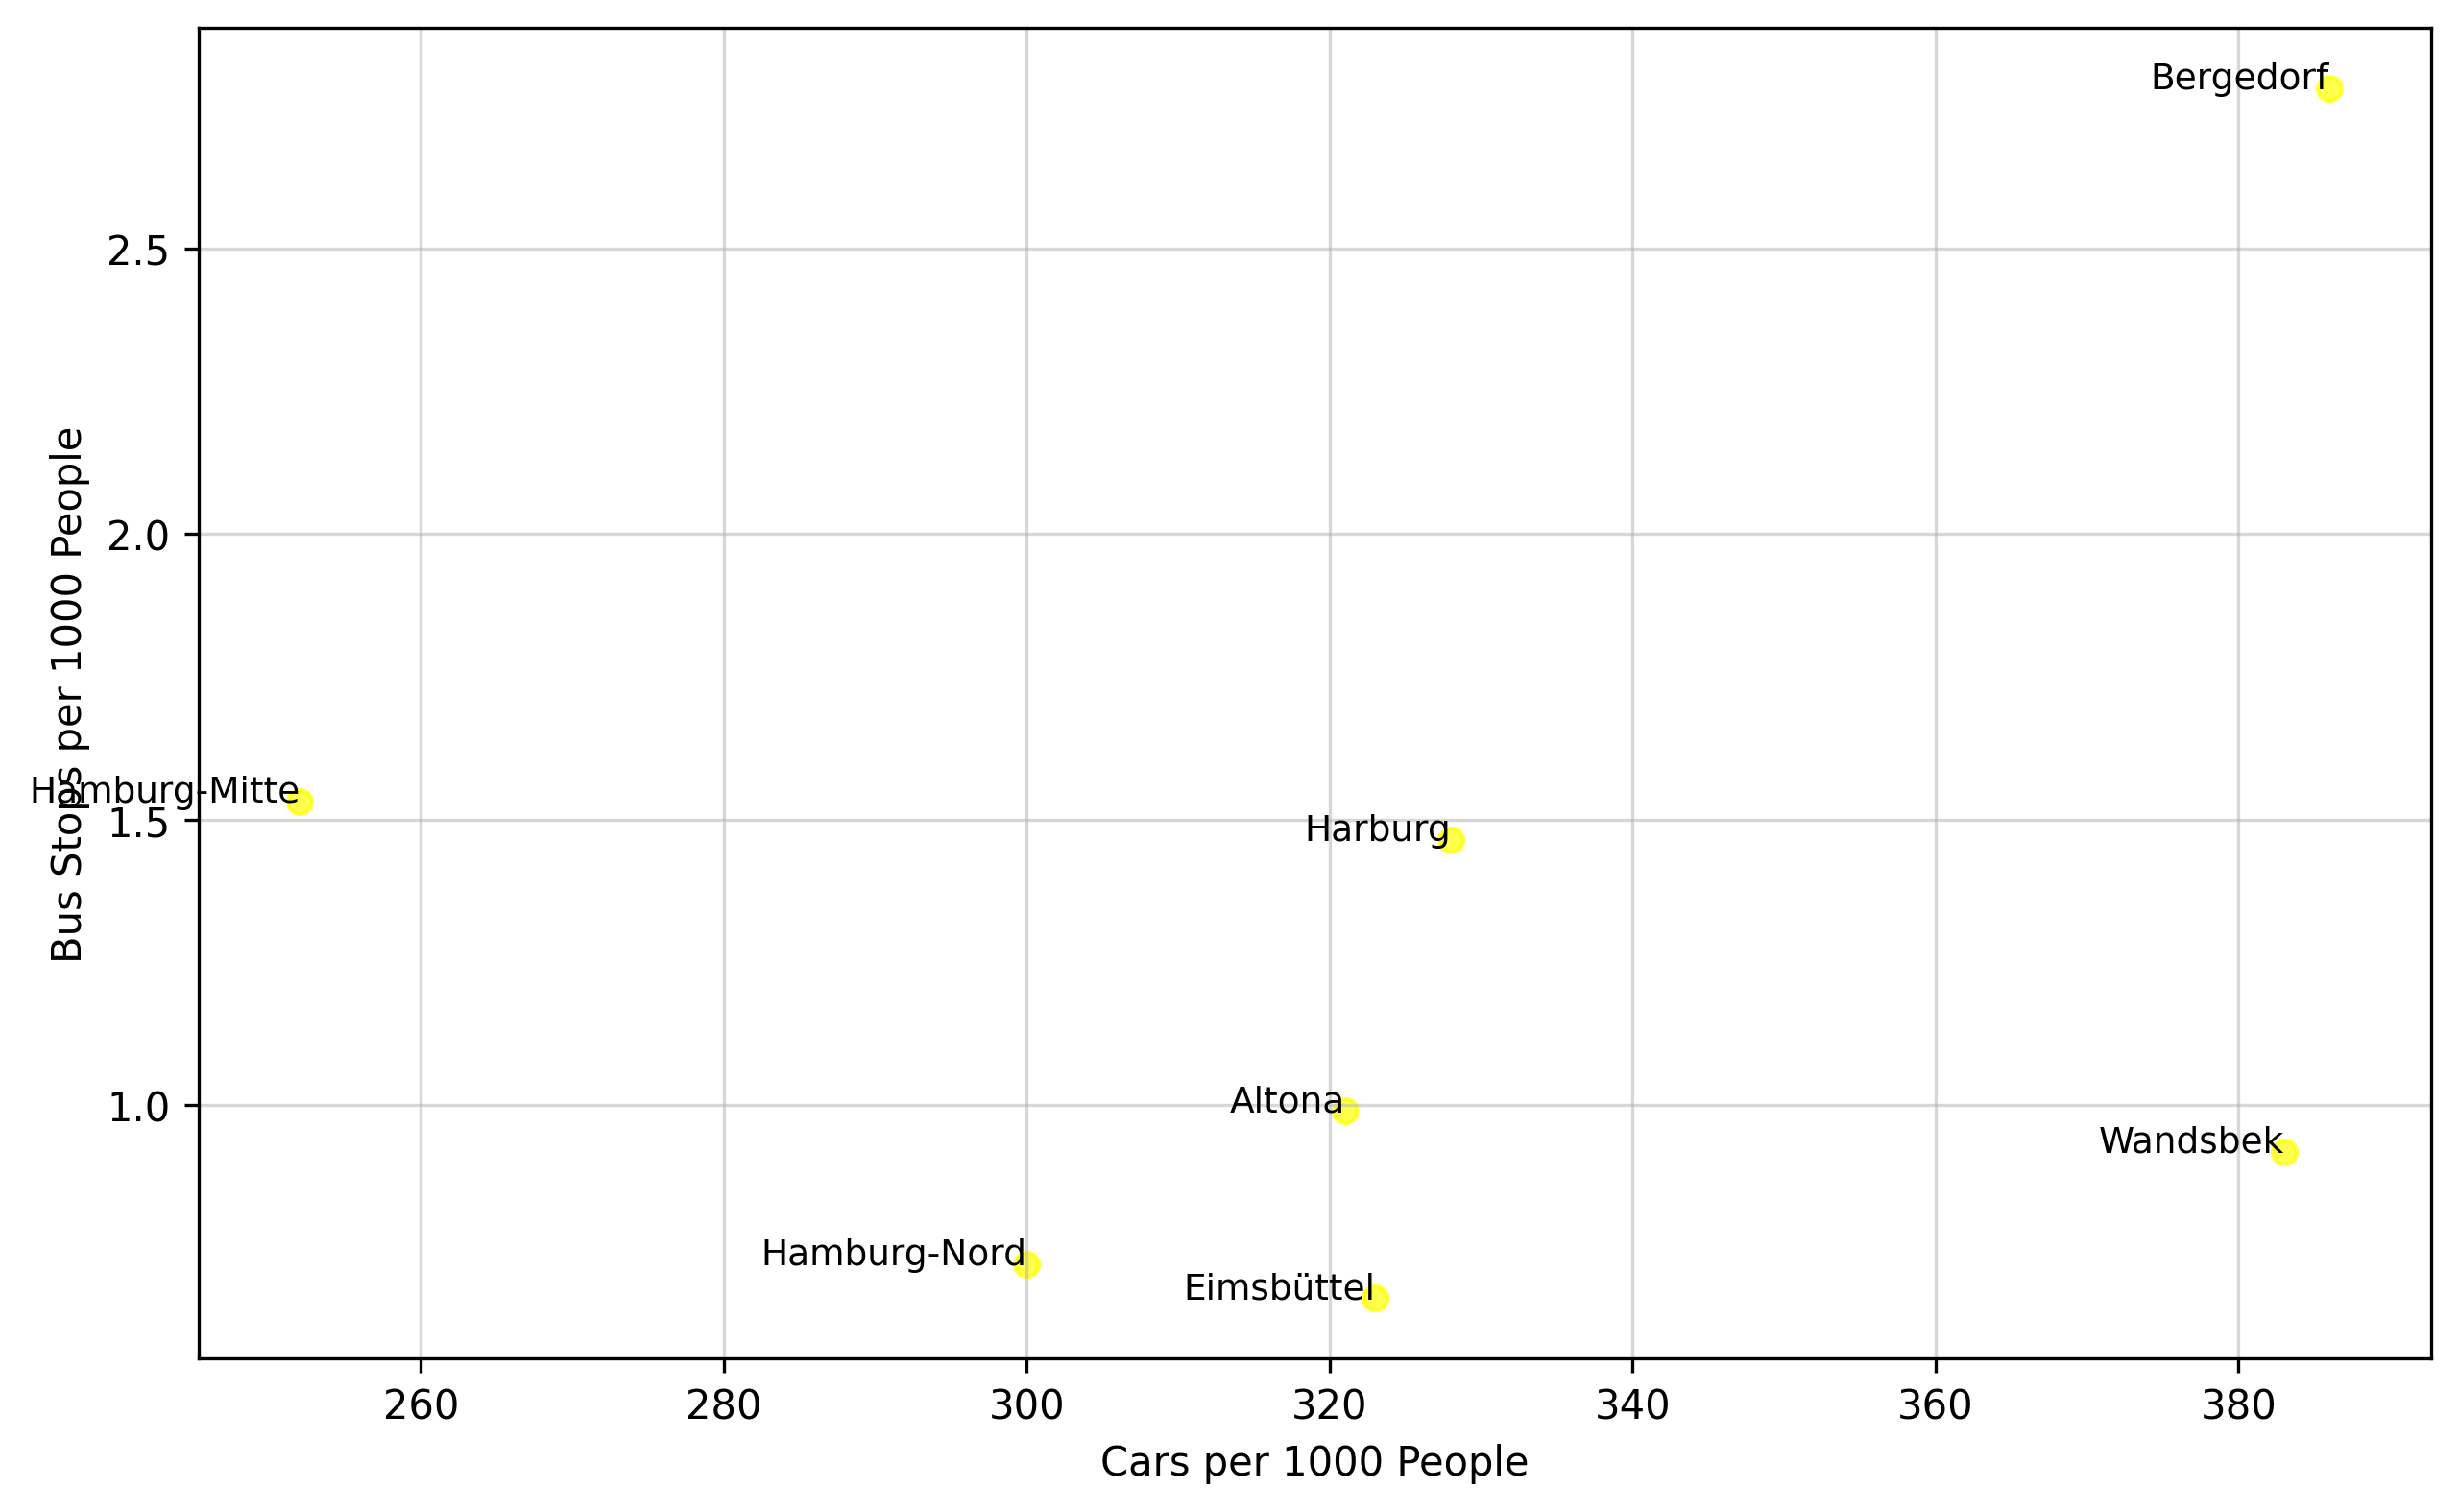 Bergedorf
2.5
2.0
Bus Stops per 1000 People
Hamburg-Mitte
1.5
Harburg
1.0
Altona
Wandsbek
Hamburg-Nord
Eimsbüttel
260 280 300 320 340 360 380
Cars per 1000 People